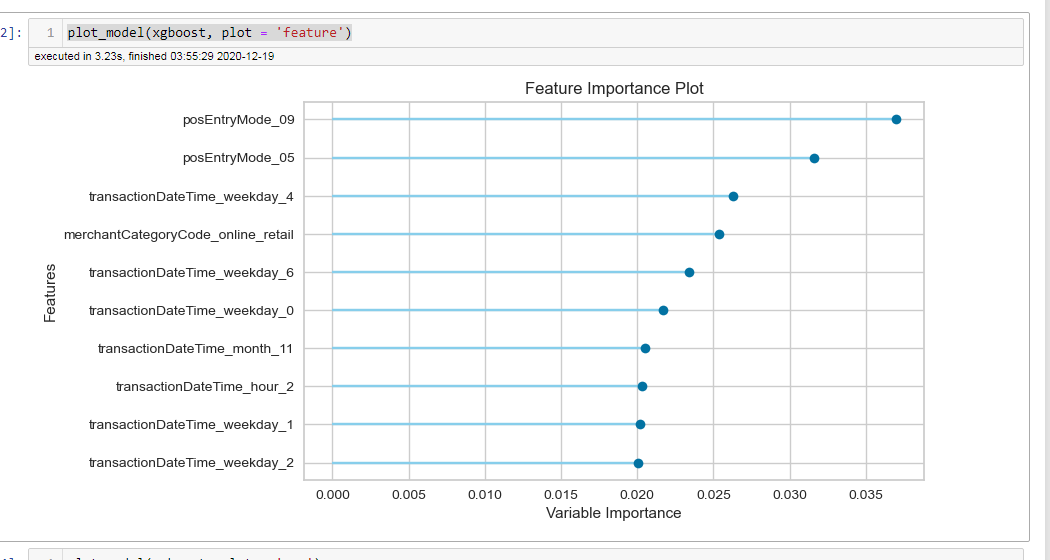 2]:
1 plot_model(xgboost, plot = 'feature')
executed in 3.23s, finished 03:55:29 2020-12-19
Feature Importance Plot
posEntryMode_09
posEntryMode_05
transactionDateTime_weekday_4
merchantCategoryCode_online_retail
transactionDateTime_weekday_6
transactionDateTime_weekday_0
transactionDateTime_month_11
transactionDateTime_hour_2
transactionDateTime_weekday_1
transactionDateTime_weekday_2
Features
0.000 0.005 0.010 0.015 0.020 0.025 0.030 0.035
Variable Importance